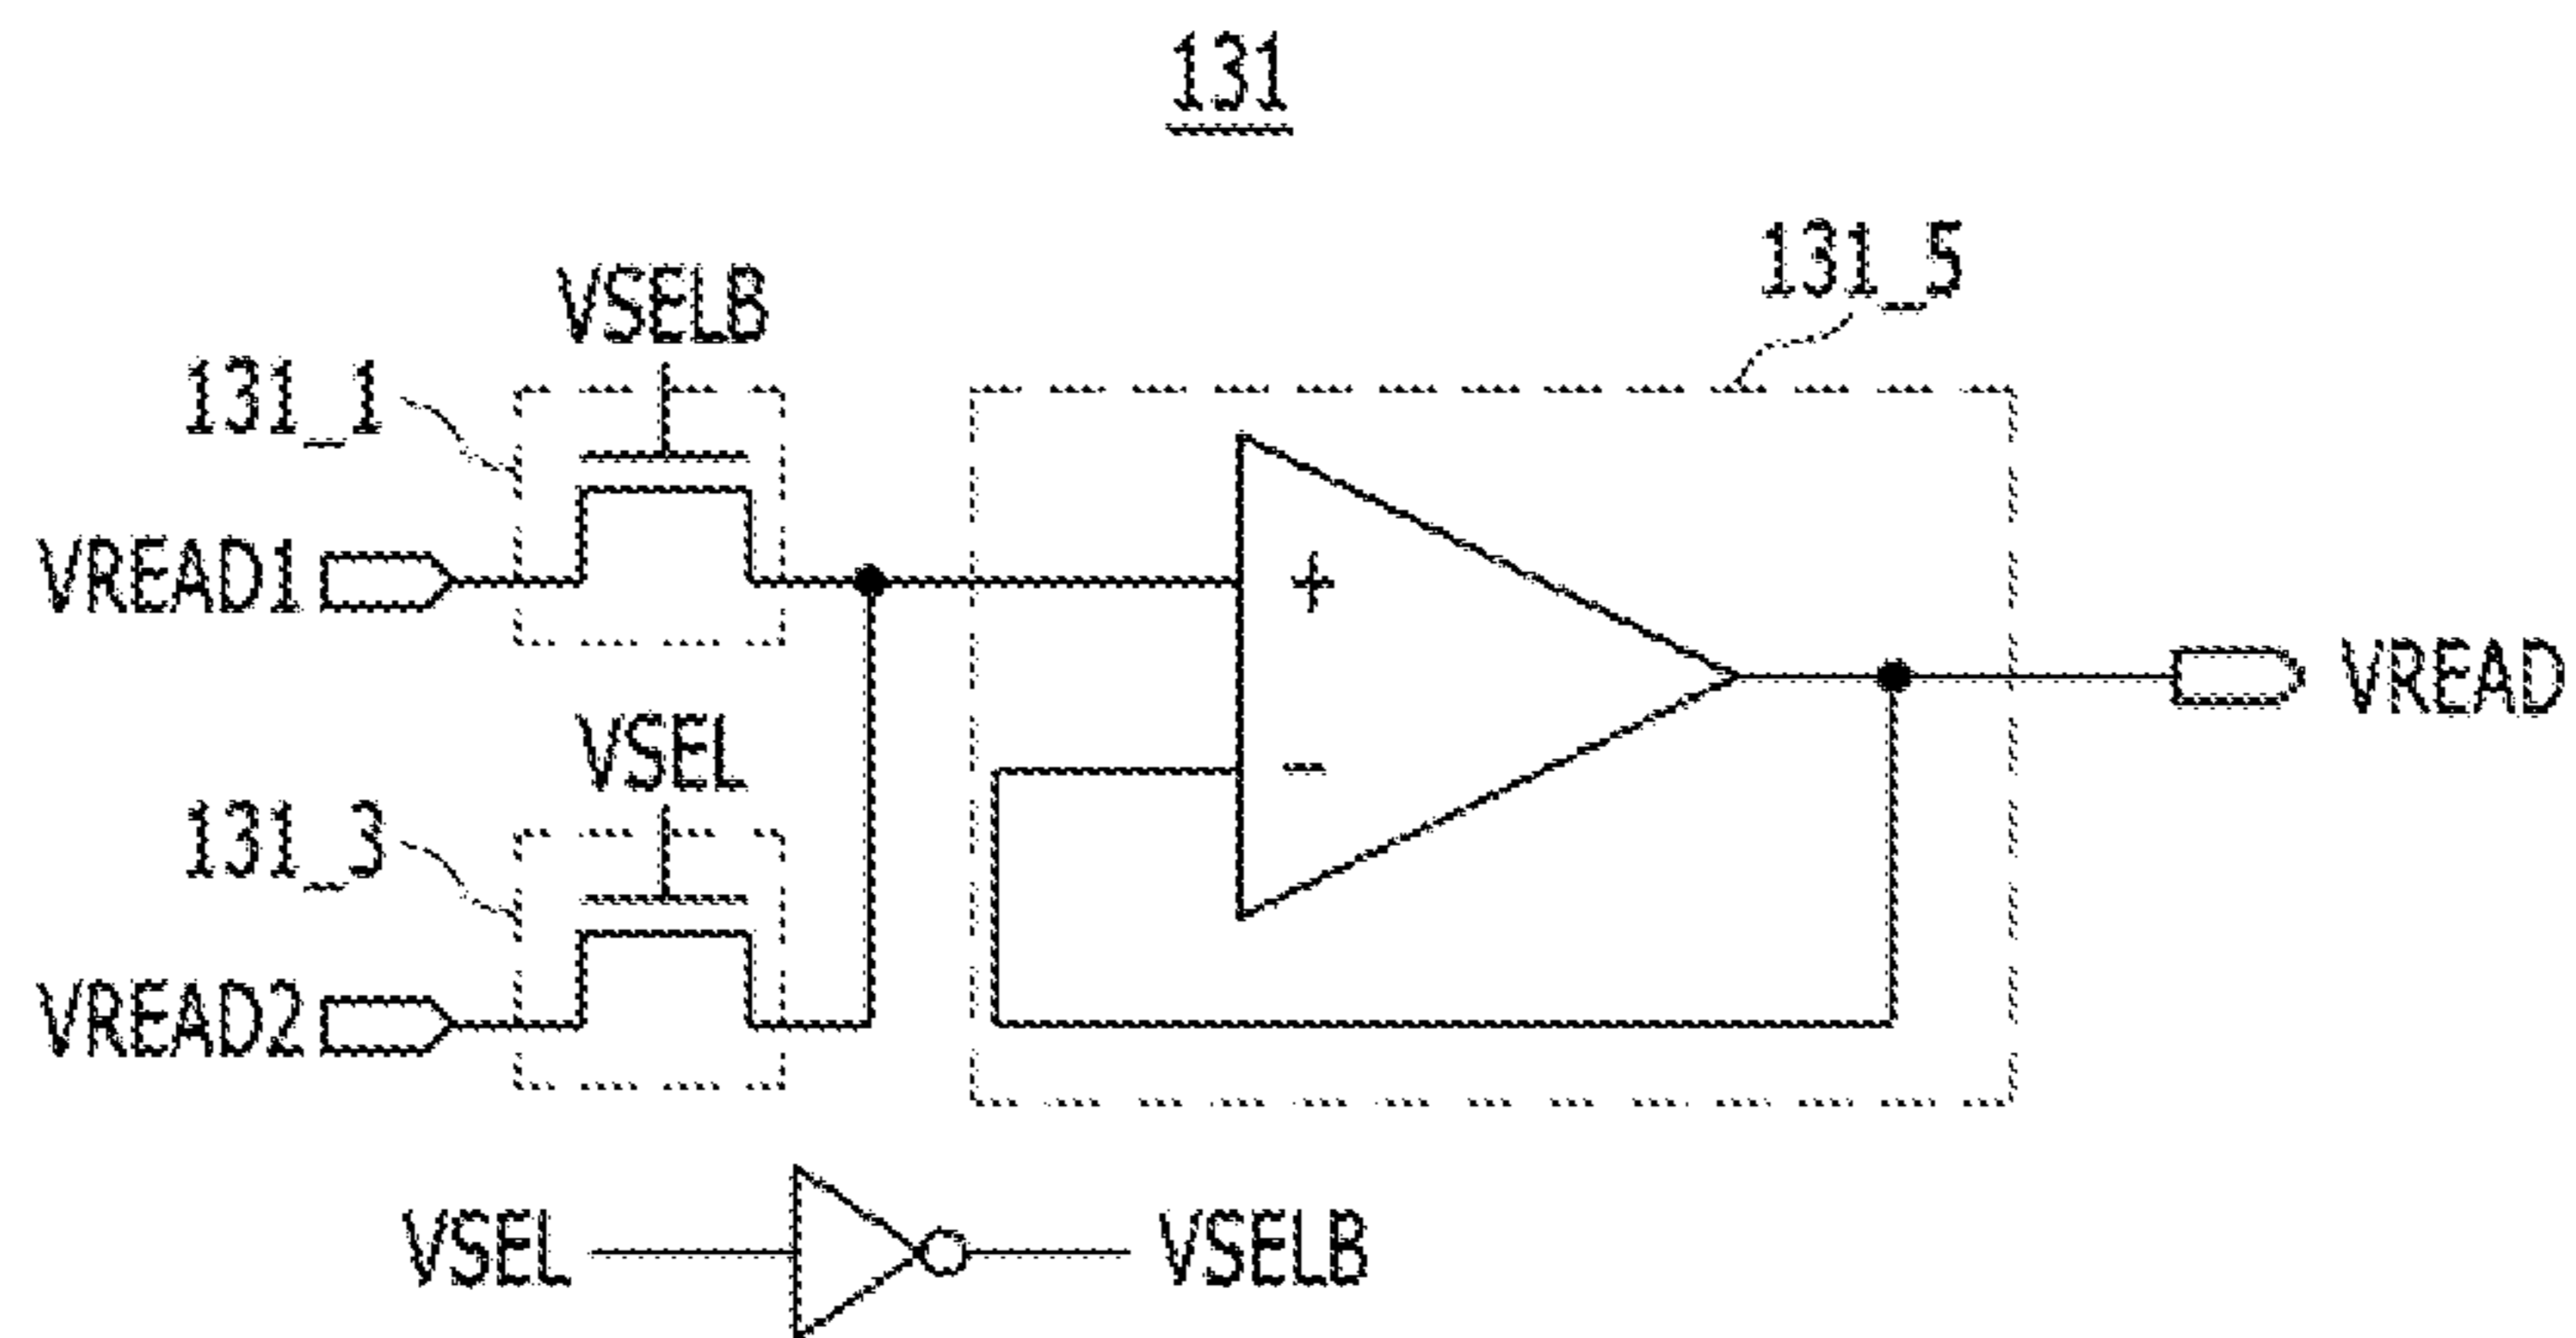 131
131_5
VSELB
131_1
VREAD1
+
VREAD
VSEL
-
131_3
VREAD2
VSEL
VSELB